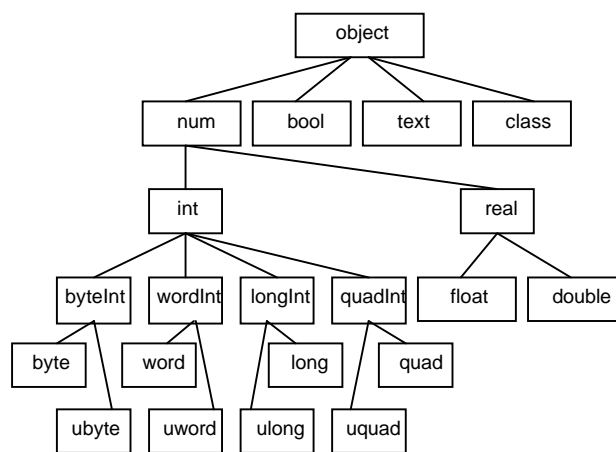 object
num
bool
text
class
int
real
byteInt
wordInt
longInt
quadInt
float
double
byte
word
long
quad
ubyte
uword
ulong
uquad